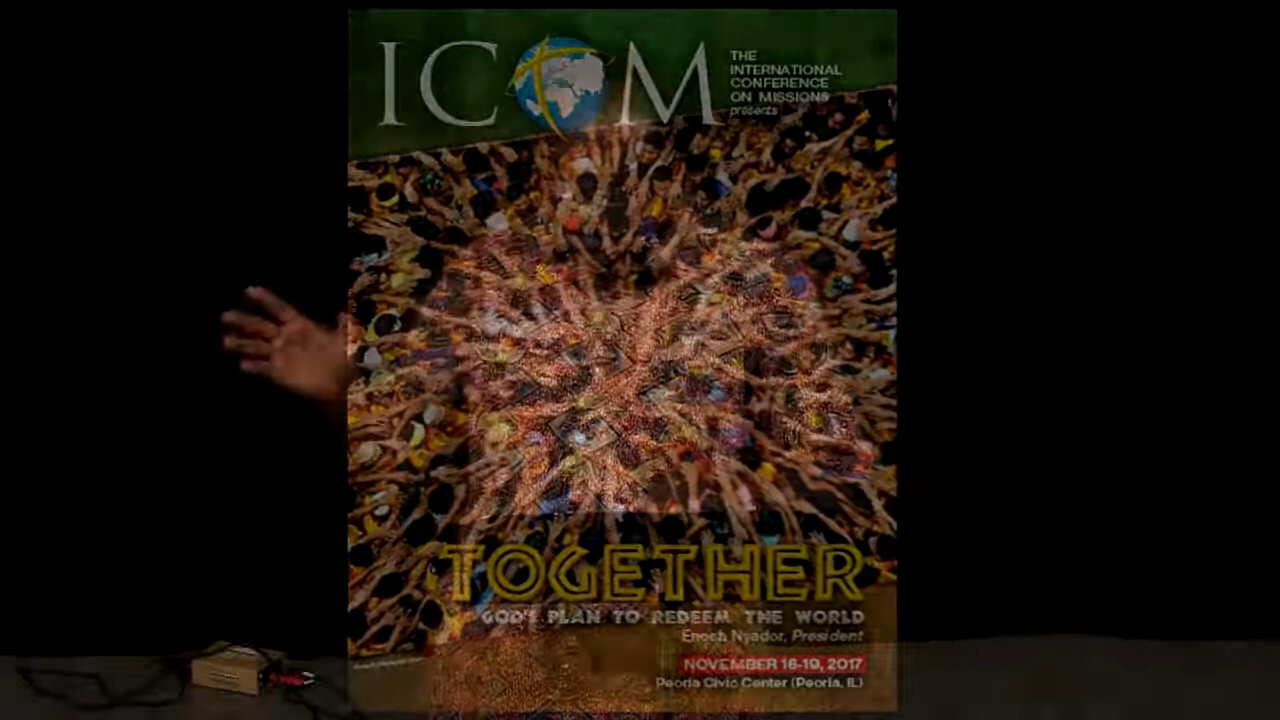 ICOM
THE
INTERNATIONAL
CONFERENCE
ON MISSIONS
presents
TOGETHER
GOD'S PLAN TO REDEEM THE WORLD
Enoch Nyador, President
NOVEMBER 16-19, 2017
Peoria Civic Center (Peoria, IL)